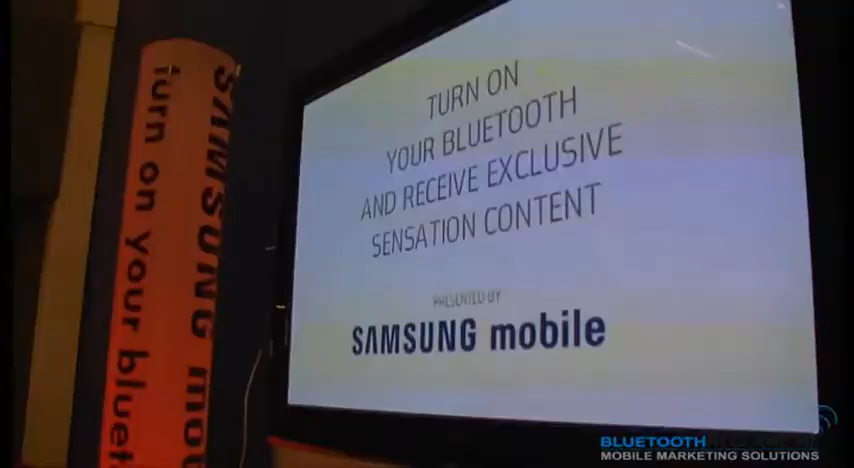 SAMSUNG mo
turn on your bluet
TURN ON
YOUR BLUETOOTH
AND RECEIVE EXCLUSIVE
SENSATION CONTENT
PRESENTED BY
SAMSUNG mobile
BLUETOOTH
MOBILE MARKETING SOLUTIONS